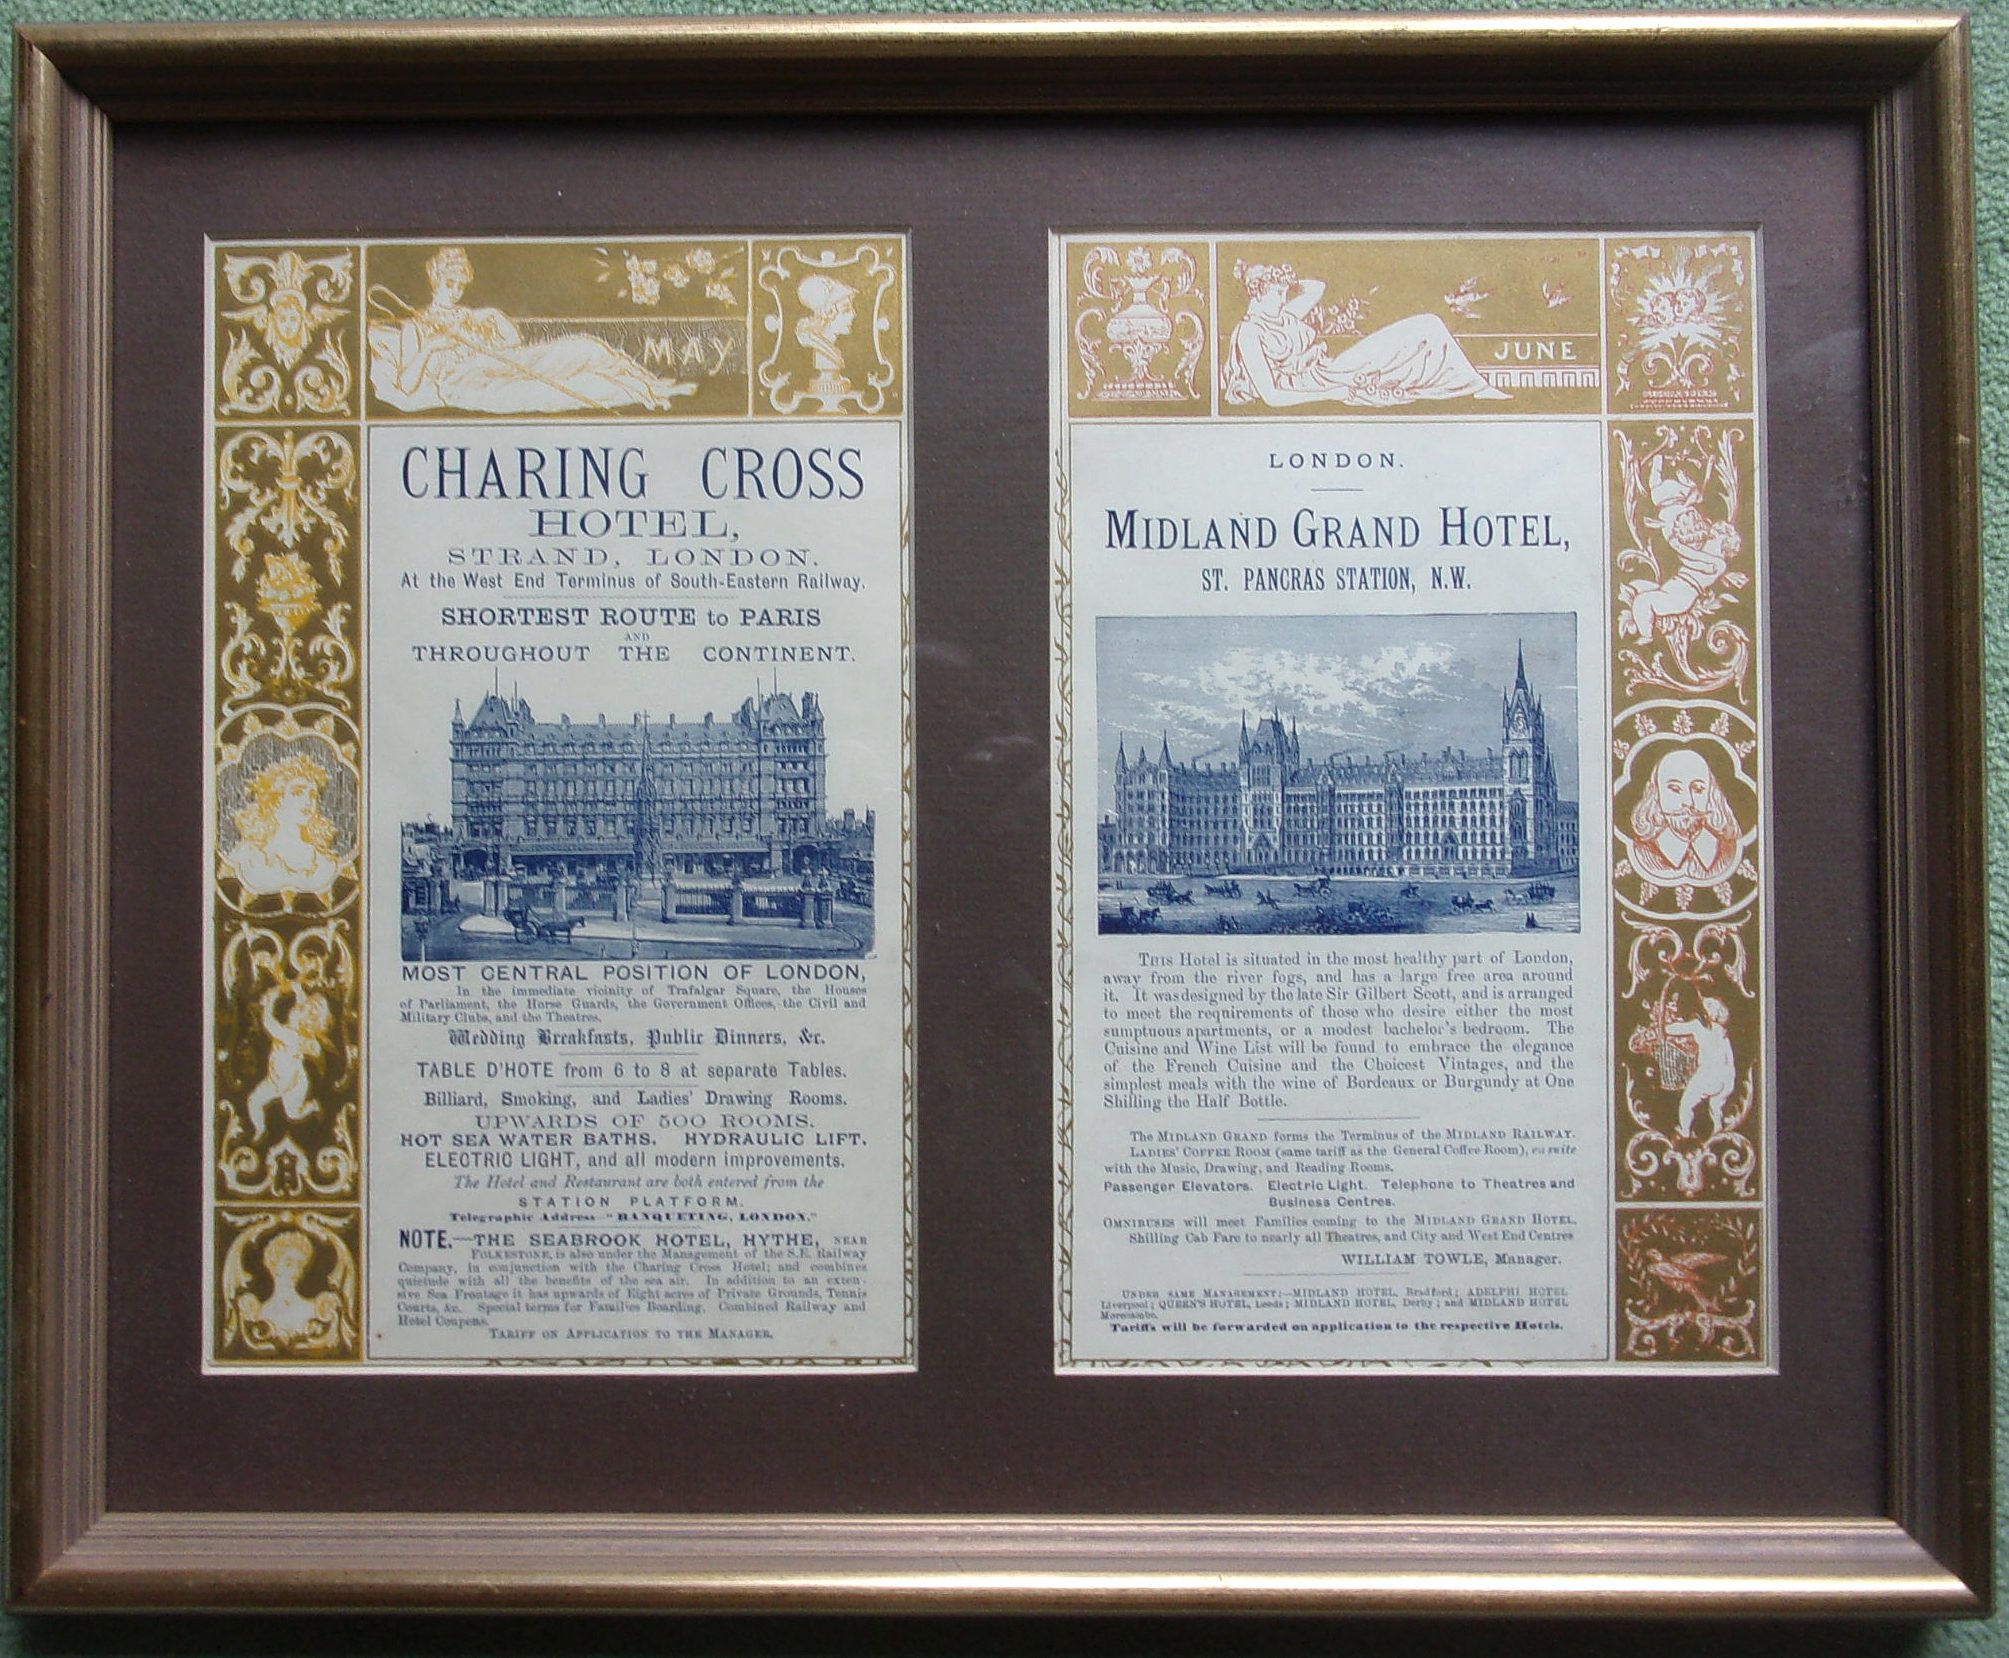 MAY
CHARING CROSS
HOTEL,
STRAND, LONDON.
At the West End Terminus of South-Eastern Railway.
SHORTEST ROUTE to PARIS
AND
THROUGHOUT THE CONTINENT.
MOST CENTRAL POSITION OF LONDON,
In the immediate vicinity of Trafalgar Square, the Houses
of Parliament, the Horse Guards, the Government Offices, the Civil and
Military Clubs, and the Theatres.
Wedding Breakfasts, Public Dinners, &c.
TABLE D'HOTE from 6 to 8 at separate Tables.
Billiard, Smoking, and Ladies' Drawing Rooms.
UPWARDS OF 500 ROOMS.
HOT SEA WATER BATHS. HYDRAULIC LIFT.
ELECTRIC LIGHT, and all modern improvements.
The Hotel and Restaurant are both entered from the
STATION PLATFORM.
Telegraphic Address—"BANQUETING, LONDON."
NOTE.—THE SEABROOK HOTEL, HYTHE, NEAR
FOLKESTONE, is also under the Management of the S.E. Railway
Company, in conjunction with the Charing Cross Hotel; and combines
quietude with all the benefits of the sea air. In addition to an exten-
sive Sea Frontage it has upwards of Eight acres of Private Grounds, Tennis
Courts, &c. Special terms for Families Boarding. Combined Railway and
Hotel Coupons.
TARIFF ON APPLICATION TO THE MANAGER.
JUNE
LONDON.
MIDLAND GRAND HOTEL,
ST. PANCRAS STATION, N.W.
THIS Hotel is situated in the most healthy part of London,
away from the river fogs, and has a large free area around
it. It was designed by the late Sir Gilbert Scott, and is arranged
to meet the requirements of those who desire either the most
sumptuous apartments, or a modest bachelor's bedroom. The
Cuisine and Wine List will be found to embrace the elegance
of the French Cuisine and the Choicest Vintages, and the
simplest meals with the wine of Bordeaux or Burgundy at One
Shilling the Half Bottle.
The MIDLAND GRAND forms the Terminus of the MIDLAND RAILWAY.
LADIES' COFFEE ROOM (same tariff as the General Coffee Room), en suite
with the Music, Drawing, and Reading Rooms.
Passenger Elevators. Electric Light. Telephone to Theatres and
Business Centres.
OMNIBUSES will meet Families coming to the MIDLAND GRAND HOTEL.
Shilling Cab Fare to nearly all Theatres, and City and West End Centres
WILLIAM TOWLE, Manager.
UNDER SAME MANAGEMENT:—MIDLAND HOTEL, Bradford; ADELPHI HOTEL
Liverpool; QUEEN'S HOTEL, Leeds; MIDLAND HOTEL, Derby; and MIDLAND HOTEL
Morecambe.
Tariffs will be forwarded on application to the respective Hotels.